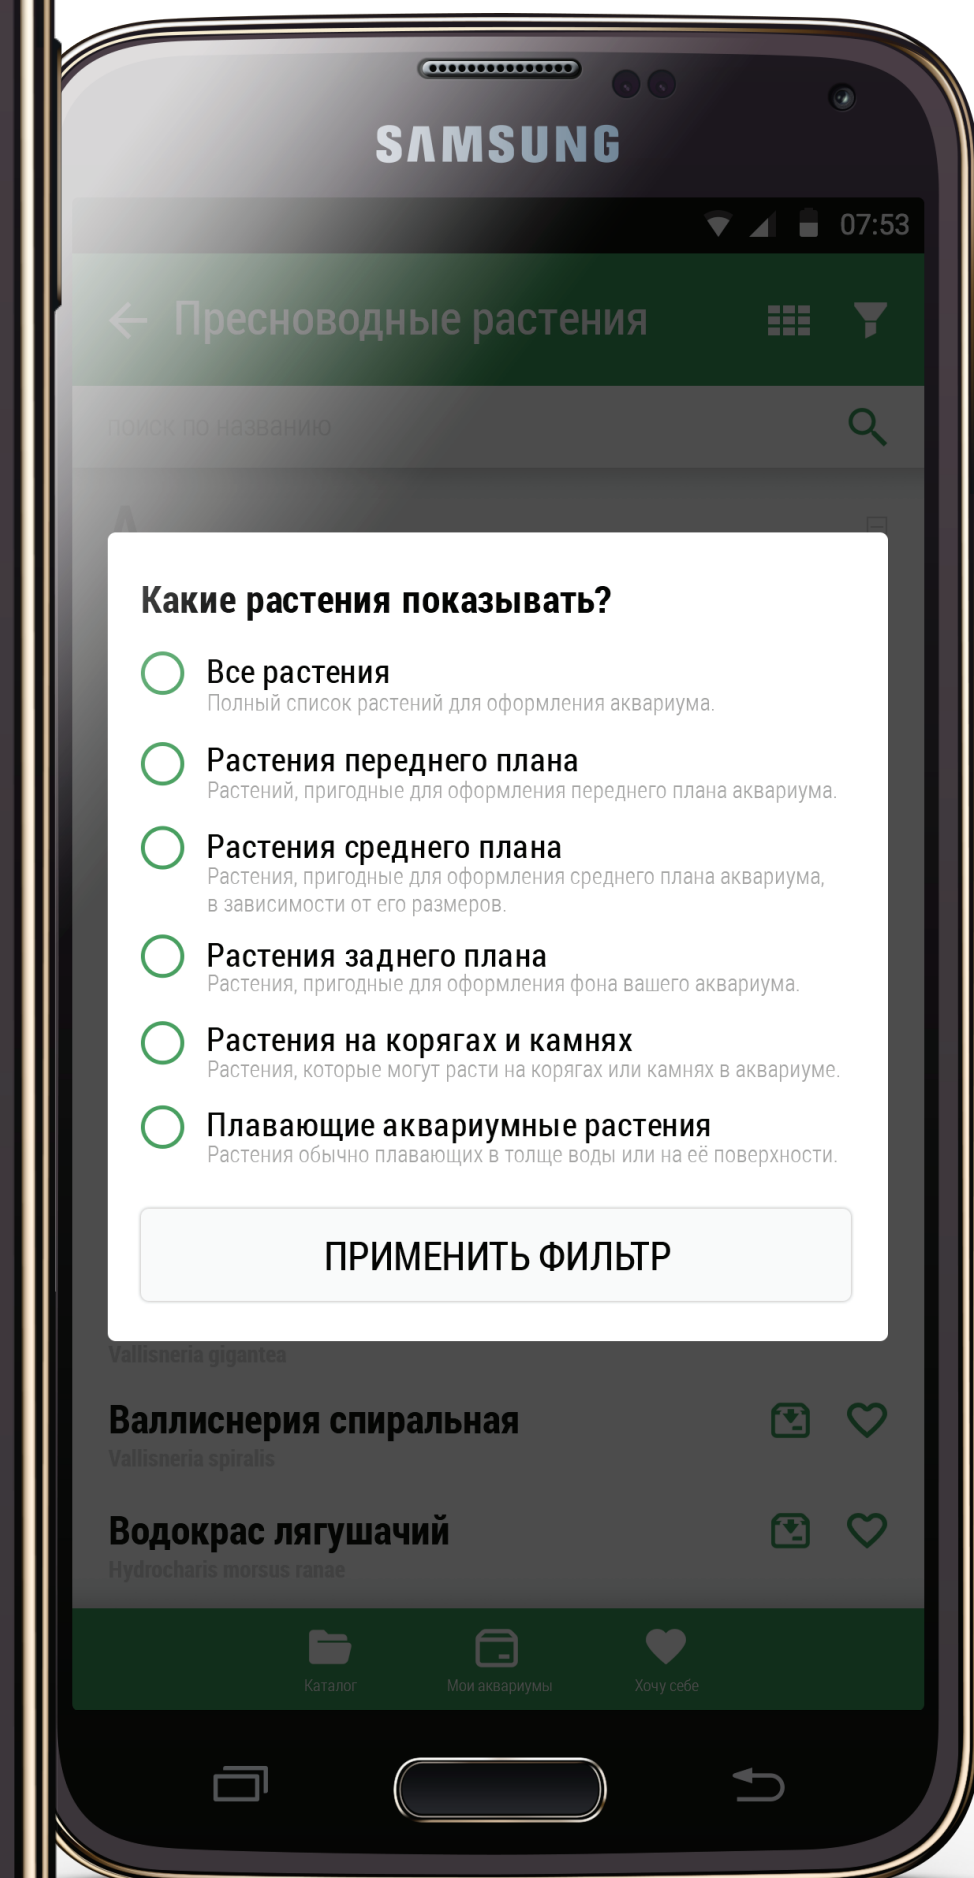 SAMSUNG
07:53
Пресноводные растения
поиск по названию
А
Какие растения показывать?
Все растения
Полный список растений для оформления аквариума.
Растения переднего плана
Растений, пригодные для оформления переднего плана аквариума.
Растения среднего плана
Растения, пригодные для оформления среднего плана аквариума,
в зависимости от его размеров.
Растения заднего плана
Растения, пригодные для оформления фона вашего аквариума.
Растения на корягах и камнях
Растения, которые могут расти на корягах или камнях в аквариуме.
Плавающие аквариумные растения
Растения обычно плавающих в толще воды или на её поверхности.
ПРИМЕНИТЬ ФИЛЬТР
Vallisneria gigantea
Валлиснерия спиральная
Vallisneria spiralis
Водокрас лягушачий
Hydrocharis morsus ranae
Каталог
Мои аквариумы
Хочу себе